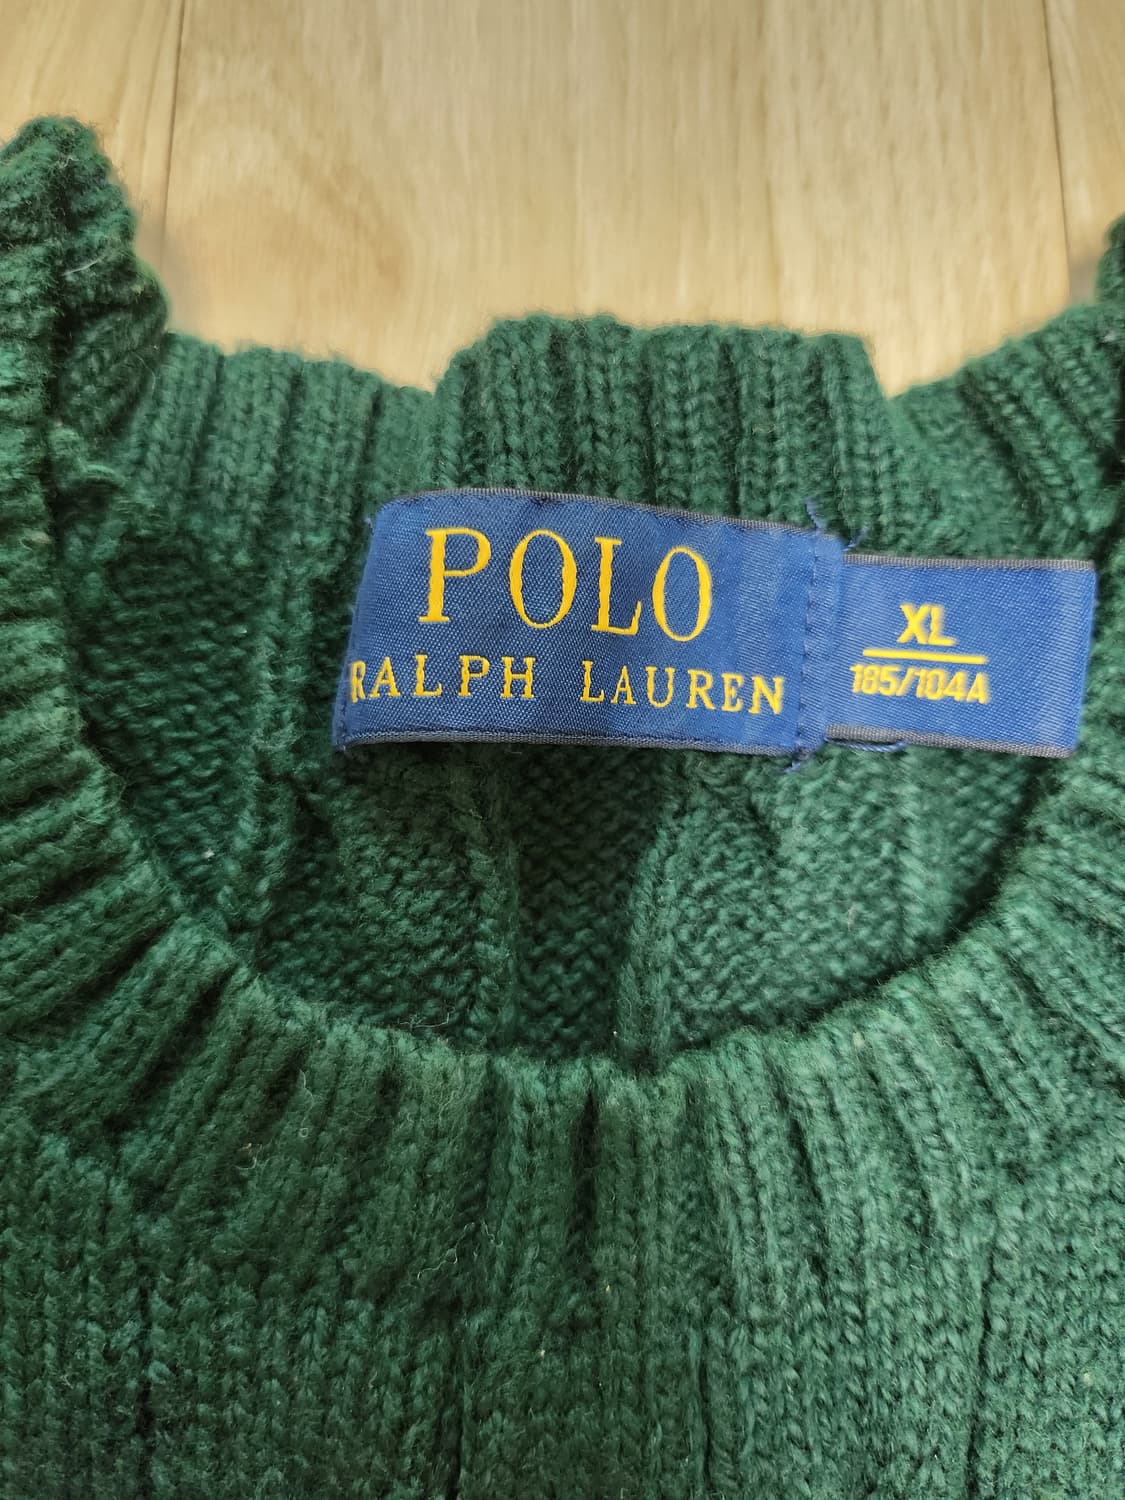 POLO
RALPH LAUREN
XL
185/104A